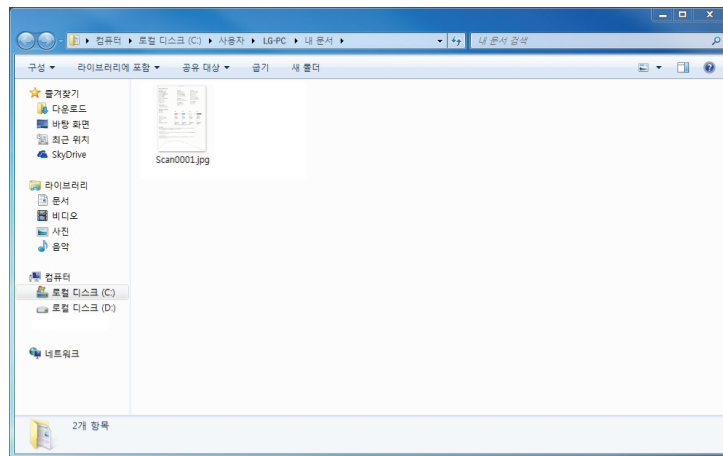 컴퓨터 ▸ 로컬 디스크 (C:) ▸ 사용자 ▸ LG-PC ▸ 내 문서 ▸
내 문서 검색
구성 ▼ 라이브러리에 포함 ▼ 공유 대상 ▼ 굽기 새 폴더
즐겨찾기
다운로드
바탕 화면
최근 위치
SkyDrive
라이브러리
문서
비디오
사진
음악
컴퓨터
로컬 디스크 (C:)
로컬 디스크 (D:)
네트워크
Scan0001.jpg
2개 항목